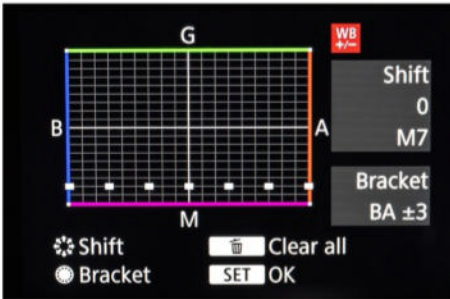 G
WB
+/−
Shift
0
B
A
M7
Bracket
BA ±3
M
Shift
Clear all
Bracket
SET OK